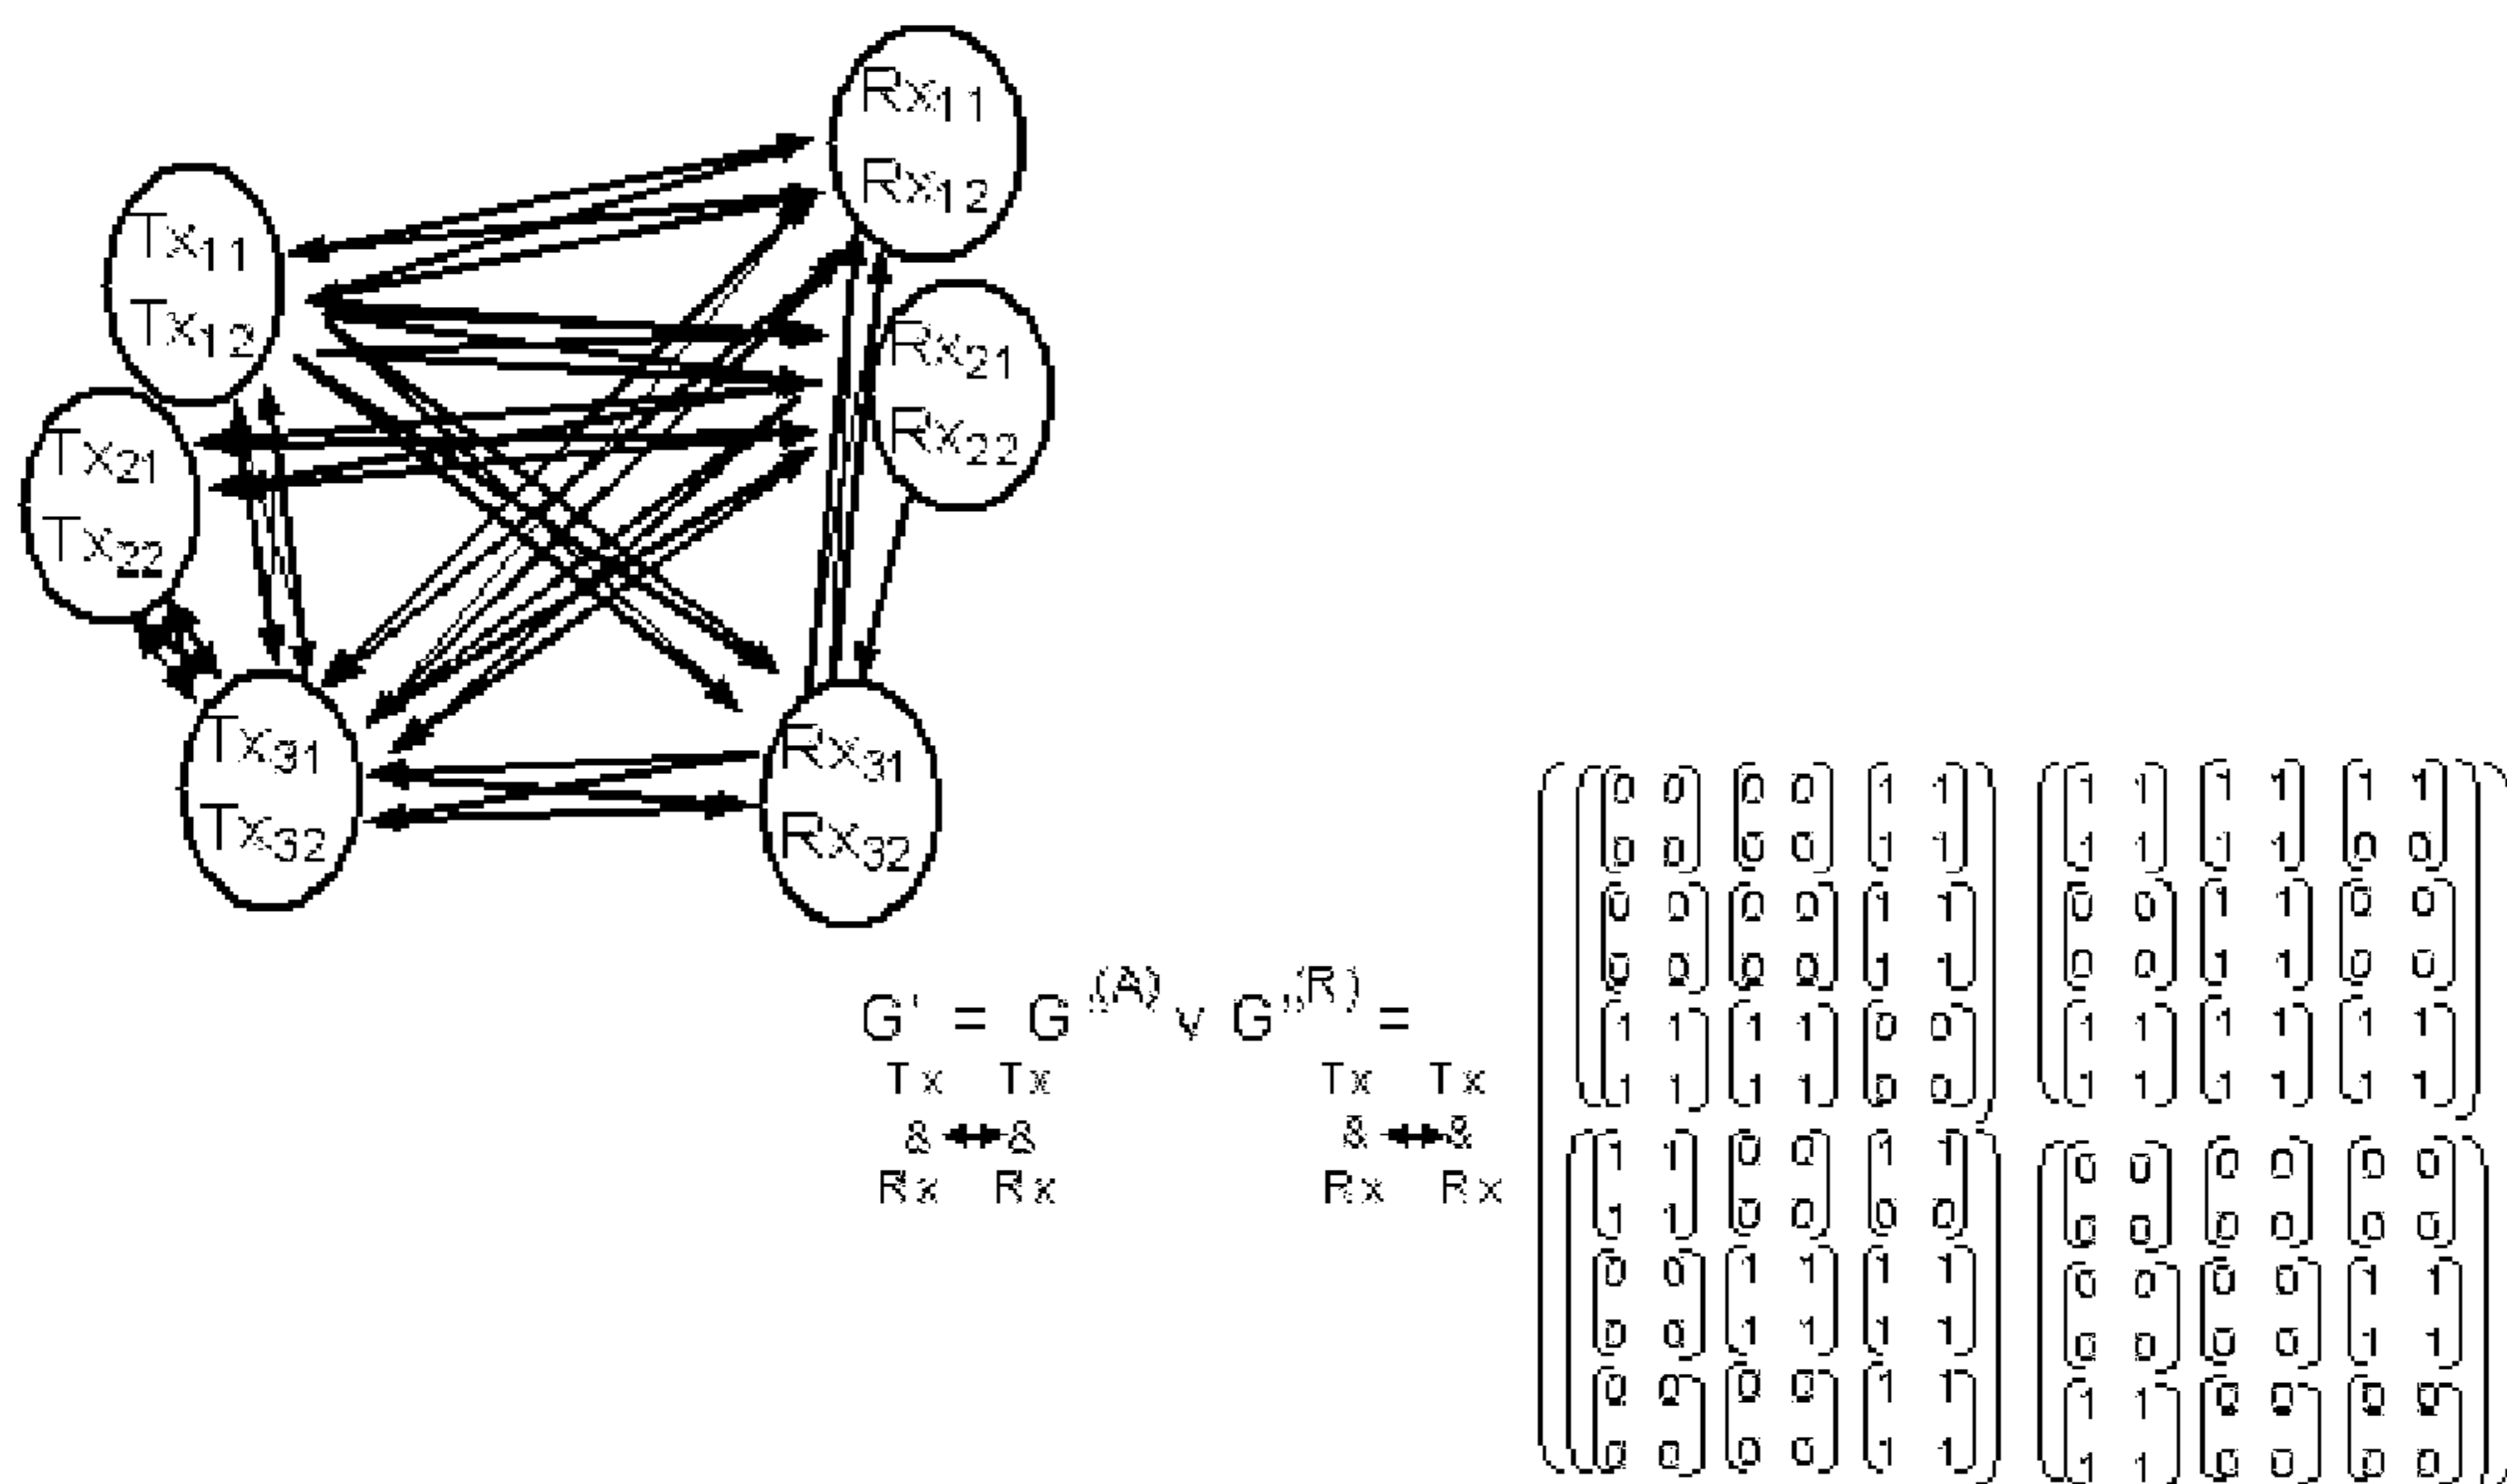 Rx11
Rx12
Tx11
Tx12
Rx21
Rx22
Tx21
Tx22
Tx31
Tx32
Rx31
Rx32
G' = G''(A) v G''(R) =
Tx Tx Tx Tx
& ↔ & & ↔ &
Rx Rx Rx Rx
0 0 0 0 1 1 1 1 1 1 1 1
0 0 0 0 1 1 1 1 1 1 0 0
0 0 0 0 1 1 0 0 1 1 0 0
0 0 0 0 1 1 0 0 1 1 0 0
1 1 1 1 0 0 1 1 1 1 1 1
1 1 1 1 0 0 1 1 1 1 1 1
1 1 0 0 1 1 0 0 0 0 0 0
1 1 0 0 0 0 0 0 0 0 0 0
0 0 1 1 1 1 0 0 0 0 1 1
0 0 1 1 1 1 0 0 0 0 1 1
0 0 0 0 1 1 1 1 0 0 0 0
0 0 0 0 1 1 1 1 0 0 0 0